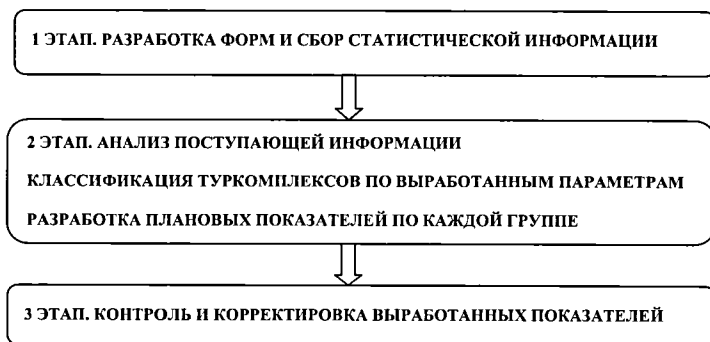 1 ЭТАП. РАЗРАБОТКА ФОРМ И СБОР СТАТИСТИЧЕСКОЙ ИНФОРМАЦИИ
2 ЭТАП. АНАЛИЗ ПОСТУПАЮЩЕЙ ИНФОРМАЦИИ
КЛАССИФИКАЦИЯ ТУРКОМПЛЕКСОВ ПО ВЫРАБОТАННЫМ ПАРАМЕТРАМ
РАЗРАБОТКА ПЛАНОВЫХ ПОКАЗАТЕЛЕЙ ПО КАЖДОЙ ГРУППЕ
3 ЭТАП. КОНТРОЛЬ И КОРРЕКТИРОВКА ВЫРАБОТАННЫХ ПОКАЗАТЕЛЕЙ